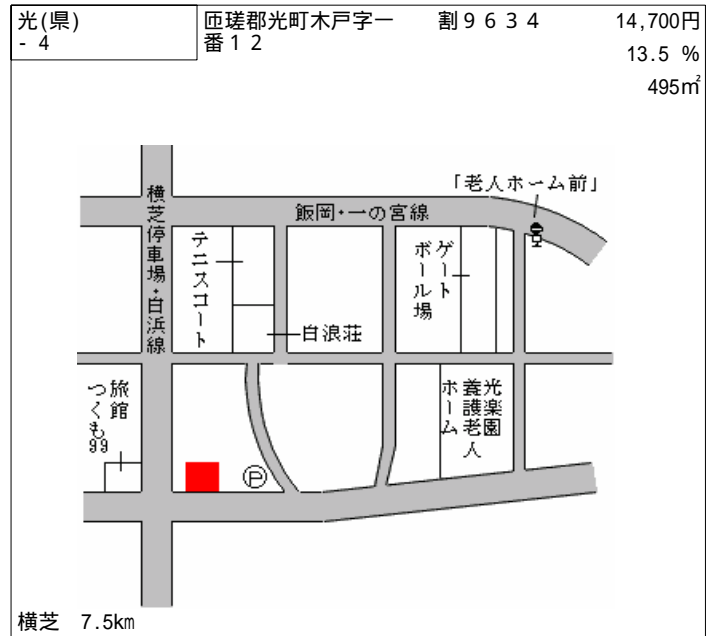 光(県)
- 4
匝瑳郡光町木戸字一 割9634
番12
14,700円
13.5 %
495㎡
「老人ホーム前」
飯岡・一の宮線
横芝停車場・白浜線
テニスコート
ゲート
ボール場
白浪荘
旅館
つくも99
光楽園
養護老人
ホーム
P
横芝 7.5km